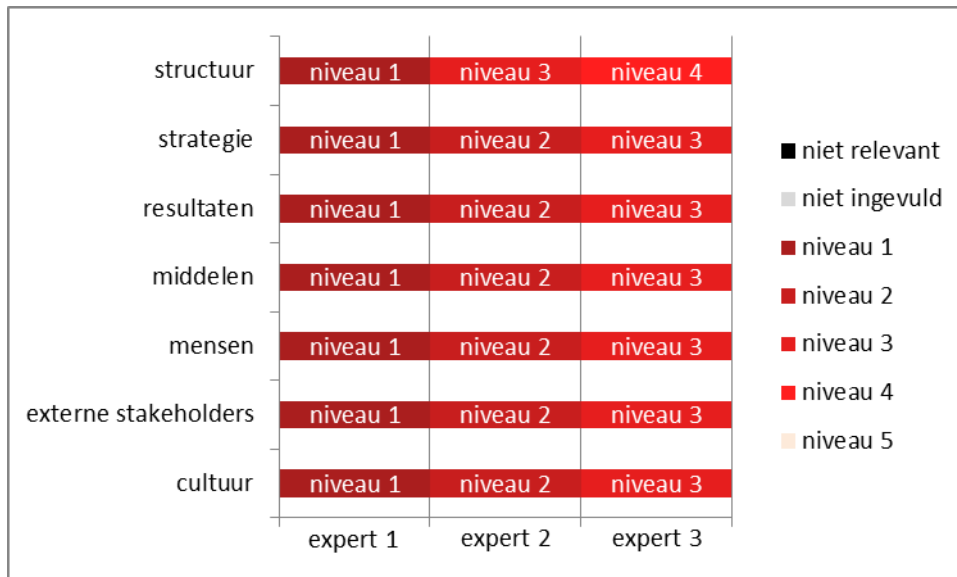 structuur niveau 1 niveau 3 niveau 4
strategie niveau 1 niveau 2 niveau 3
resultaten niveau 1 niveau 2 niveau 3
middelen niveau 1 niveau 2 niveau 3
mensen niveau 1 niveau 2 niveau 3
externe stakeholders niveau 1 niveau 2 niveau 3
cultuur niveau 1 niveau 2 niveau 3
expert 1 expert 2 expert 3
niet relevant
niet ingevuld
niveau 1
niveau 2
niveau 3
niveau 4
niveau 5